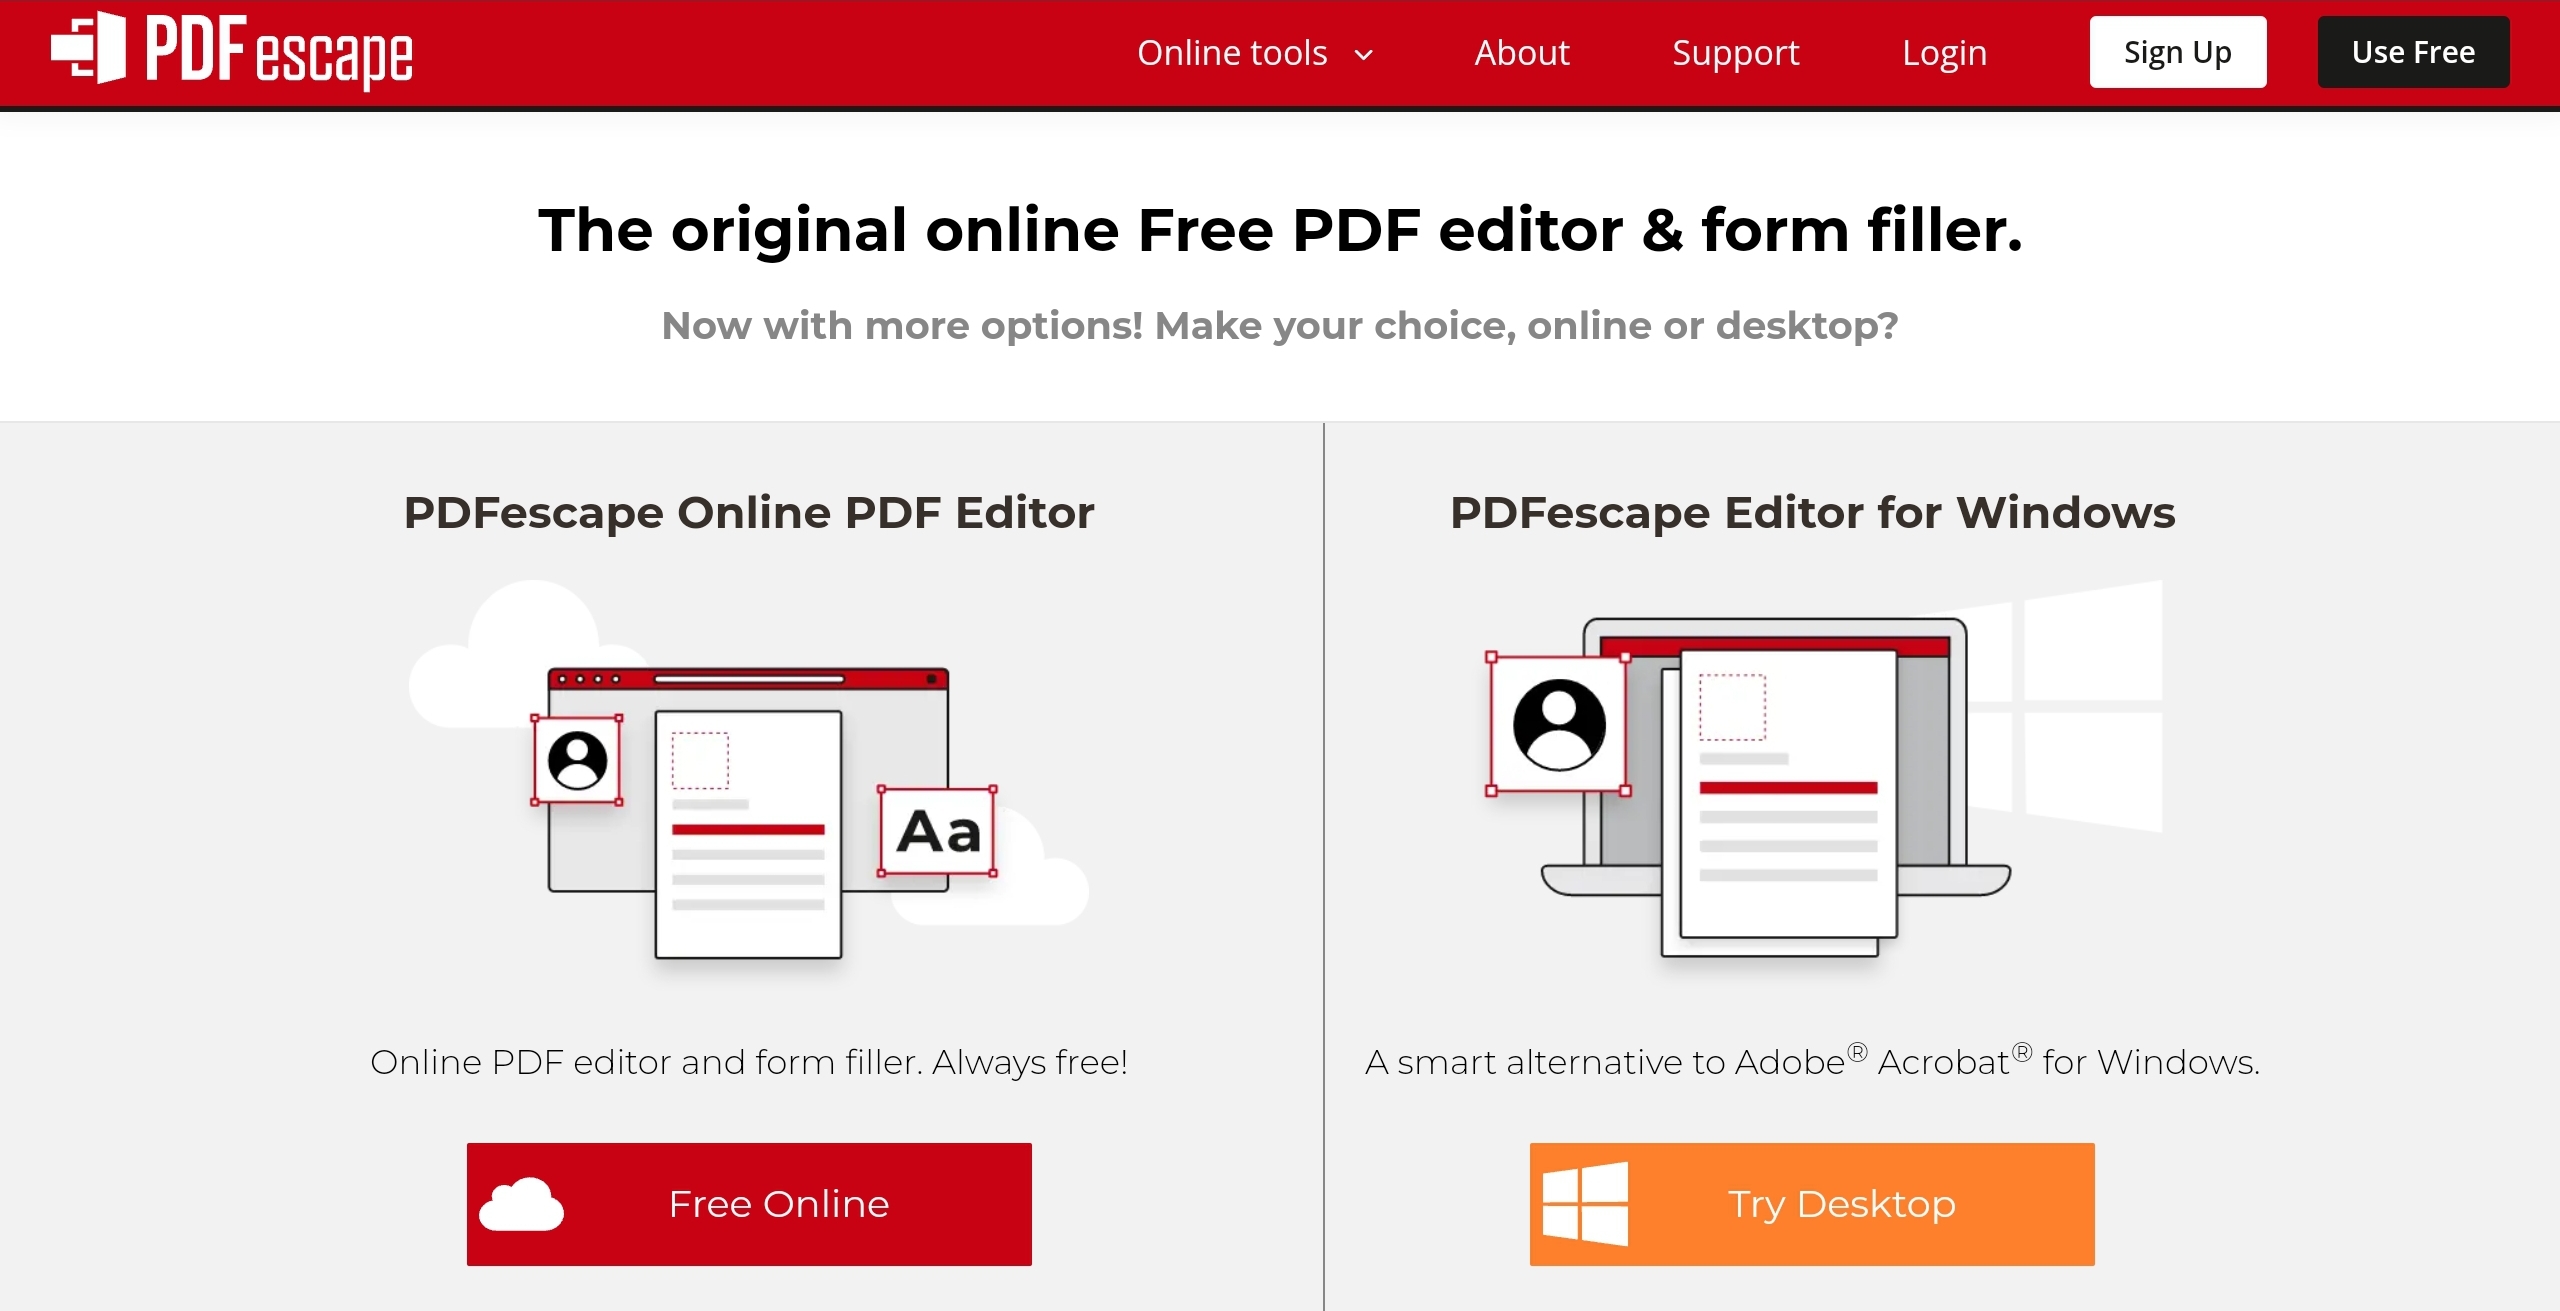 PDFescape
Online tools
About
Support
Login
Sign Up
Use Free
The original online Free PDF editor & form filler.
Now with more options! Make your choice, online or desktop?
PDFescape Online PDF Editor
Aa
Online PDF editor and form filler. Always free!
Free Online
PDFescape Editor for Windows
A smart alternative to Adobe® Acrobat® for Windows.
Try Desktop